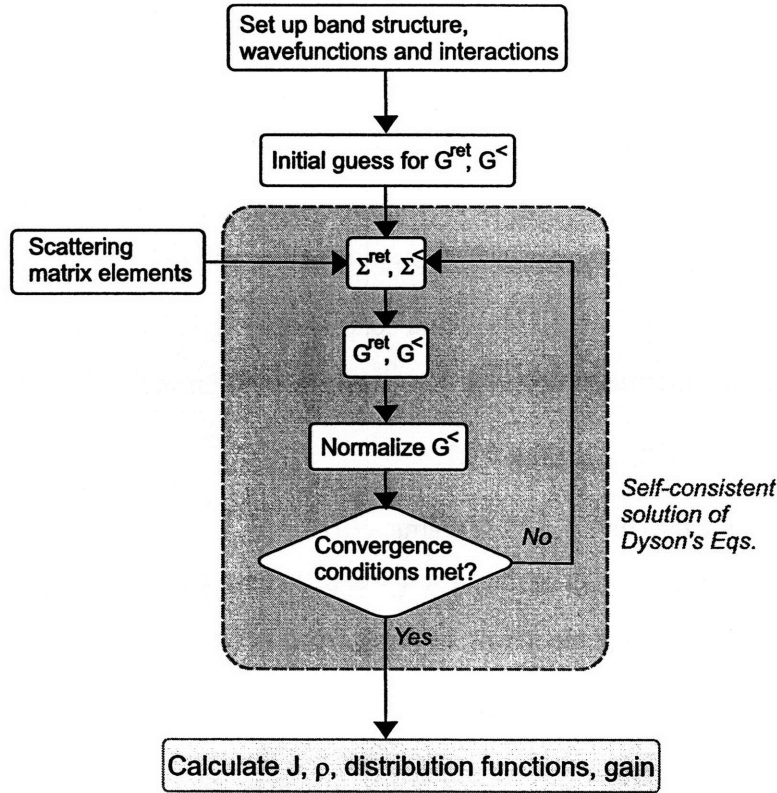 Set up band structure,
wavefunctions and interactions
Initial guess for G^ret, G^<
Scattering
matrix elements
Σ^ret, Σ^<
G^ret, G^<
Normalize G^<
Convergence
conditions met?
No
Yes
Self-consistent
solution of
Dyson's Eqs.
Calculate J, ρ, distribution functions, gain